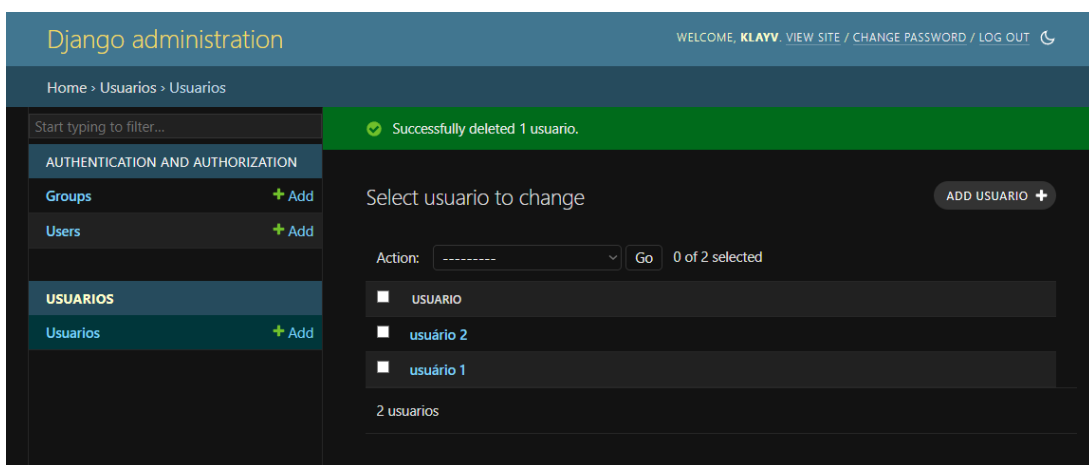 Django administration
WELCOME, KLAYV. VIEW SITE / CHANGE PASSWORD / LOG OUT
Home › Usuarios › Usuarios
Start typing to filter...
AUTHENTICATION AND AUTHORIZATION
Groups + Add
Users + Add
USUARIOS
Usuarios + Add
Successfully deleted 1 usuario.
Select usuario to change
ADD USUARIO +
Action: --------- Go 0 of 2 selected
USUARIO
usuário 2
usuário 1
2 usuarios